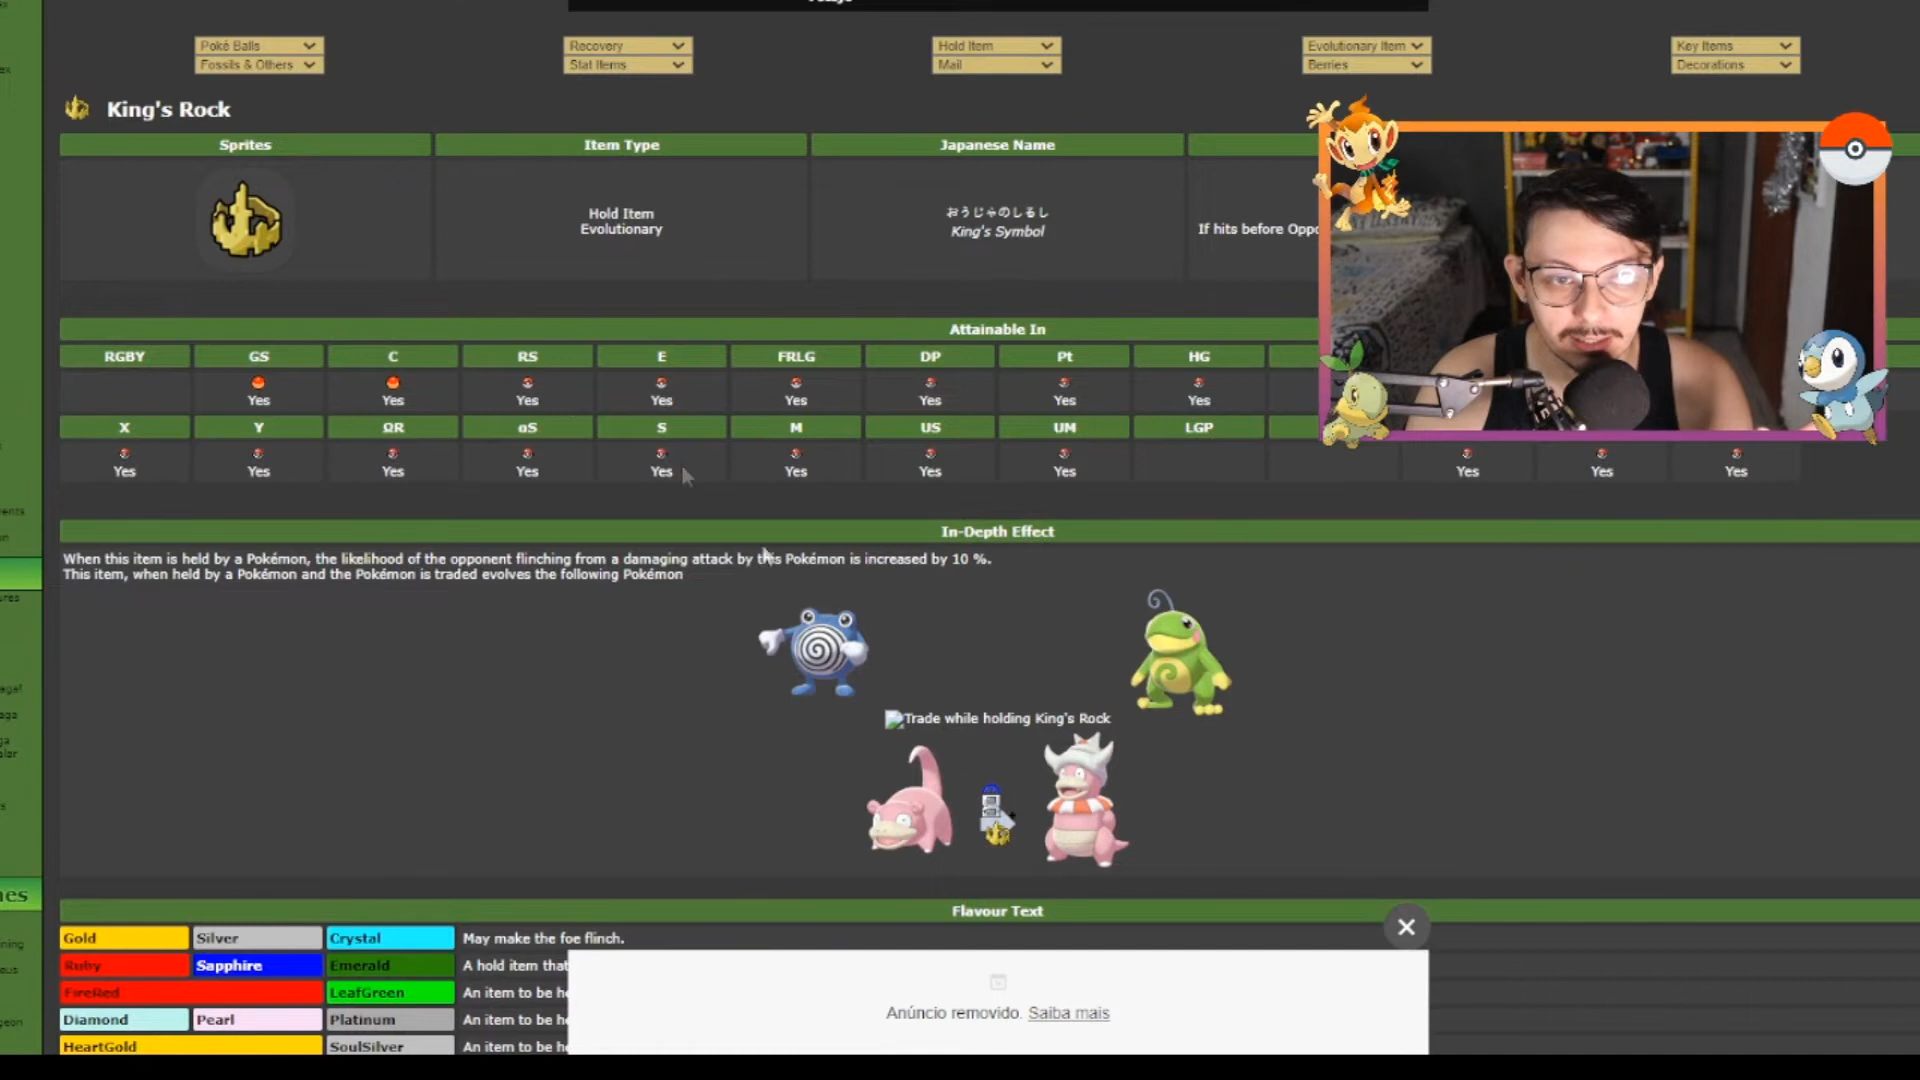 Poké Balls
Recovery
Hold Item
Evolutionary Item
Key Items
Fossils & Others
Stat Items
Mail
Berries
Decorations
King's Rock
Sprites
Item Type
Japanese Name
Hold Item
Evolutionary
おうじゃのしるし
King's Symbol
If hits before Oppo
Attainable In
RGBY GS C RS E FRLG DP Pt HG
Yes Yes Yes Yes Yes Yes Yes Yes
X Y ΩR αS S M US UM LGP
Yes Yes Yes Yes Yes Yes Yes Yes Yes Yes Yes
In-Depth Effect
When this item is held by a Pokémon, the likelihood of the opponent flinching from a damaging attack by this Pokémon is increased by 10 %.
This item, when held by a Pokémon and the Pokémon is traded evolves the following Pokémon
Trade while holding King's Rock
Flavour Text
Gold Silver Crystal May make the foe flinch.
Ruby Sapphire Emerald A hold item that
FireRed LeafGreen An item to be he
Diamond Pearl Platinum An item to be he
HeartGold SoulSilver An item to be he
Anúncio removido. Saiba mais